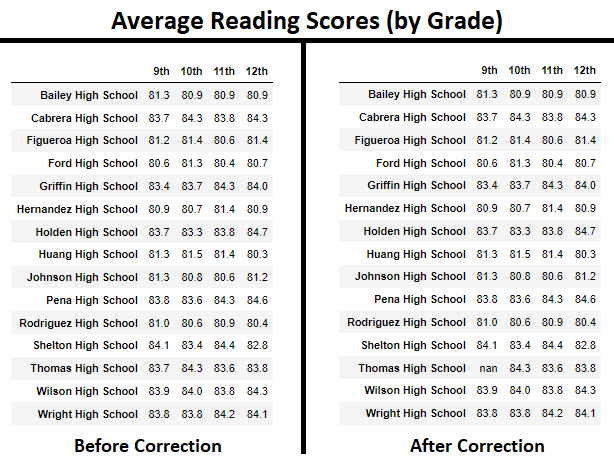 Average Reading Scores (by Grade)
9th 10th 11th 12th
Bailey High School 81.3 80.9 80.9 80.9
Cabrera High School 83.7 84.3 83.8 84.3
Figueroa High School 81.2 81.4 80.6 81.4
Ford High School 80.6 81.3 80.4 80.7
Griffin High School 83.4 83.7 84.3 84.0
Hernandez High School 80.9 80.7 81.4 80.9
Holden High School 83.7 83.3 83.8 84.7
Huang High School 81.3 81.5 81.4 80.3
Johnson High School 81.3 80.8 80.6 81.2
Pena High School 83.8 83.6 84.3 84.6
Rodriguez High School 81.0 80.6 80.9 80.4
Shelton High School 84.1 83.4 84.4 82.8
Thomas High School 83.7 84.3 83.6 83.8
Wilson High School 83.9 84.0 83.8 84.3
Wright High School 83.8 83.8 84.2 84.1
Before Correction
9th 10th 11th 12th
Bailey High School 81.3 80.9 80.9 80.9
Cabrera High School 83.7 84.3 83.8 84.3
Figueroa High School 81.2 81.4 80.6 81.4
Ford High School 80.6 81.3 80.4 80.7
Griffin High School 83.4 83.7 84.3 84.0
Hernandez High School 80.9 80.7 81.4 80.9
Holden High School 83.7 83.3 83.8 84.7
Huang High School 81.3 81.5 81.4 80.3
Johnson High School 81.3 80.8 80.6 81.2
Pena High School 83.8 83.6 84.3 84.6
Rodriguez High School 81.0 80.6 80.9 80.4
Shelton High School 84.1 83.4 84.4 82.8
Thomas High School nan 84.3 83.6 83.8
Wilson High School 83.9 84.0 83.8 84.3
Wright High School 83.8 83.8 84.2 84.1
After Correction